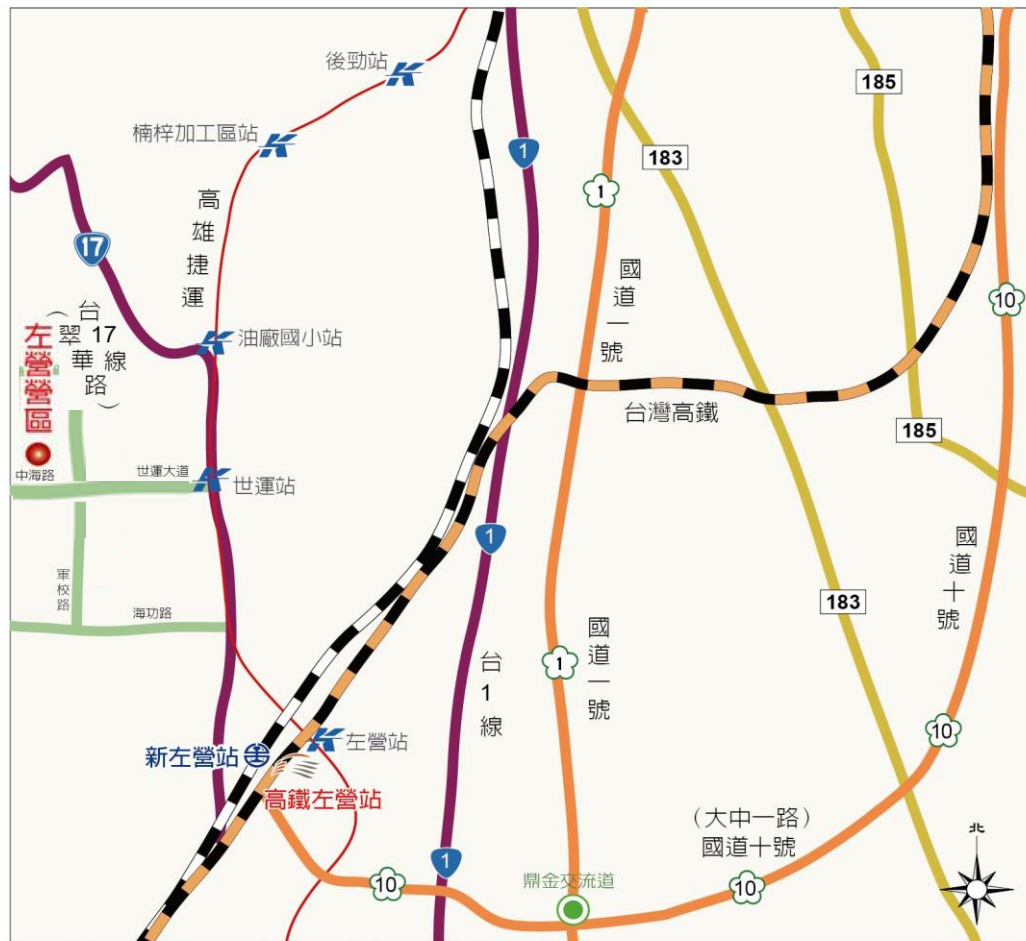 後勁站
185
楠梓加工區站
1
183
高雄捷運
1
17
國道一號
10
（台17線
翠華路）
油廠國小站
左營營區
台灣高鐵
185
中海路
世運大道
世運站
1
國道十號
軍校路
183
海功路
國道一號
1
台1線
10
新左營站
左營站
高鐵左營站
（大中一路）
國道十號
北
1
10
鼎金交流道
10